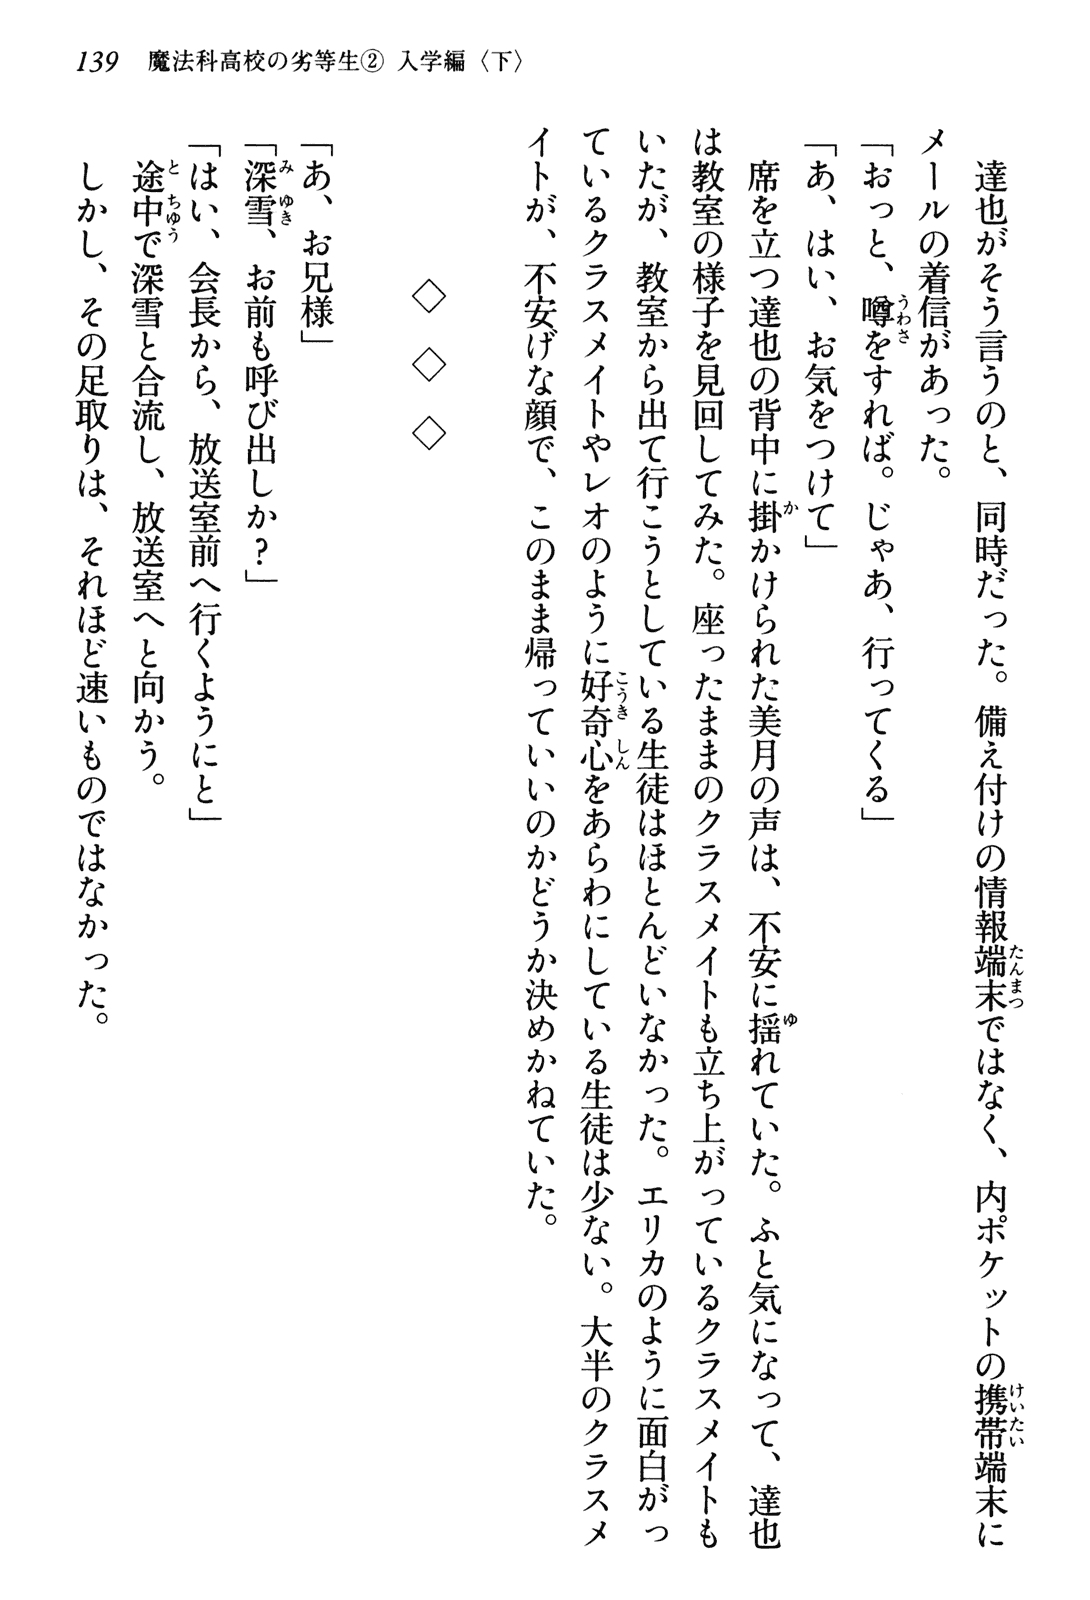 139 魔法科高校の劣等生② 入学編〈下〉
　達也がそう言うのと、同時だった。備え付けの情報端末ではなく、内ポケットの携帯端末に
メールの着信があった。
「おっと、噂をすれば。じゃあ、行ってくる」
「あ、はい、お気をつけて」
　席を立つ達也の背中に掛かけられた美月の声は、不安に揺れていた。ふと気になって、達也
は教室の様子を見回してみた。座ったままのクラスメイトも立ち上がっているクラスメイトも
いたが、教室から出て行こうとしている生徒はほとんどいなかった。エリカのように面白がっ
ているクラスメイトやレオのように好奇心をあらわにしている生徒は少ない。大半のクラスメ
イトが、不安げな顔で、このまま帰っていいのかどうか決めかねていた。
◇　◇　◇
「あ、お兄様」
「深雪、お前も呼び出しか？」
「はい、会長から、放送室前へ行くようにと」
　途中で深雪と合流し、放送室へと向かう。
　しかし、その足取りは、それほど速いものではなかった。